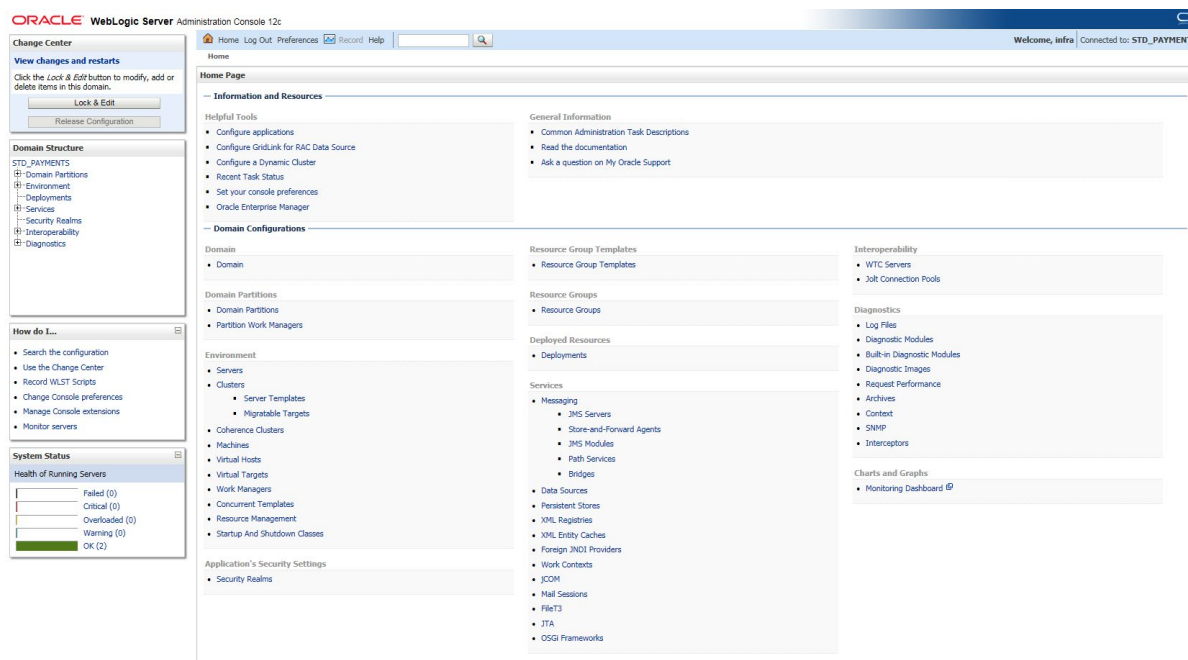 ORACLE WebLogic Server Administration Console 12c
Change Center
View changes and restarts
Click the Lock & Edit button to modify, add or
delete items in this domain.
Lock & Edit
Release Configuration
Domain Structure
STD_PAYMENTS
Domain Partitions
Environment
Deployments
Services
Security Realms
Interoperability
Diagnostics
How do I...
Search the configuration
Use the Change Center
Record WLST Scripts
Change Console preferences
Manage Console extensions
Monitor servers
System Status
Health of Running Servers
Failed (0)
Critical (0)
Overloaded (0)
Warning (0)
OK (2)
Home Log Out Preferences Record Help
Welcome, infra Connected to: STD_PAYMENT
Home
Home Page
Information and Resources
Helpful Tools
Configure applications
Configure GridLink for RAC Data Source
Configure a Dynamic Cluster
Recent Task Status
Set your console preferences
Oracle Enterprise Manager
General Information
Common Administration Task Descriptions
Read the documentation
Ask a question on My Oracle Support
Domain Configurations
Domain
Domain
Domain Partitions
Domain Partitions
Partition Work Managers
Environment
Servers
Clusters
Server Templates
Migratable Targets
Coherence Clusters
Machines
Virtual Hosts
Virtual Targets
Work Managers
Concurrent Templates
Resource Management
Startup And Shutdown Classes
Application's Security Settings
Security Realms
Resource Group Templates
Resource Group Templates
Resource Groups
Resource Groups
Deployed Resources
Deployments
Services
Messaging
JMS Servers
Store-and-Forward Agents
JMS Modules
Path Services
Bridges
Data Sources
Persistent Stores
XML Registries
XML Entity Caches
Foreign JNDI Providers
Work Contexts
jCOM
Mail Sessions
FileT3
JTA
OSGi Frameworks
Interoperability
WTC Servers
Jolt Connection Pools
Diagnostics
Log Files
Diagnostic Modules
Built-in Diagnostic Modules
Diagnostic Images
Request Performance
Archives
Context
SNMP
Interceptors
Charts and Graphs
Monitoring Dashboard